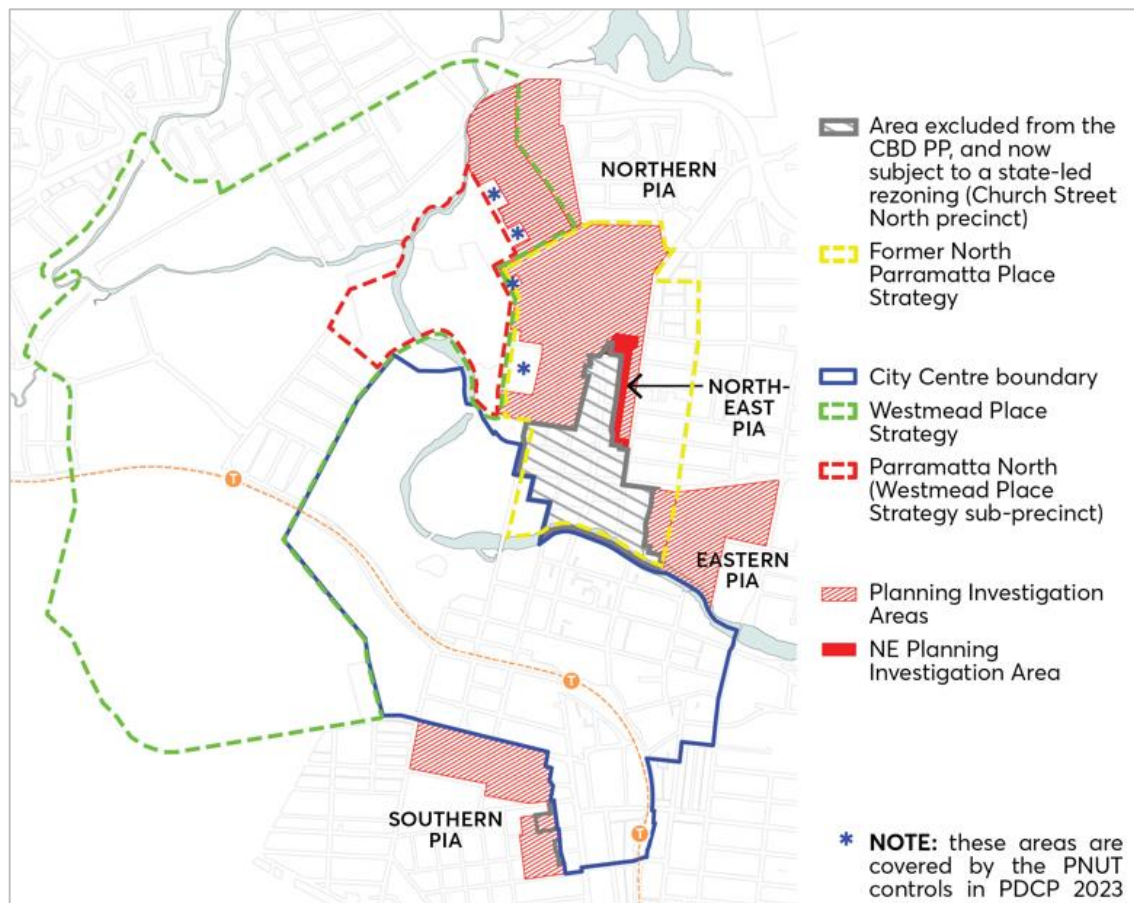 NORTHERN
PIA
NORTH-
EAST
PIA
EASTERN
PIA
SOUTHERN
PIA
T
T
T
*
*
*
*
Area excluded from the
CBD PP, and now
subject to a state-led
rezoning (Church Street
North precinct)
Former North
Parramatta Place
Strategy
City Centre boundary
Westmead Place
Strategy
Parramatta North
(Westmead Place
Strategy sub-precinct)
Planning Investigation
Areas
NE Planning
Investigation Area
* NOTE: these areas are
covered by the PNUT
controls in PDCP 2023